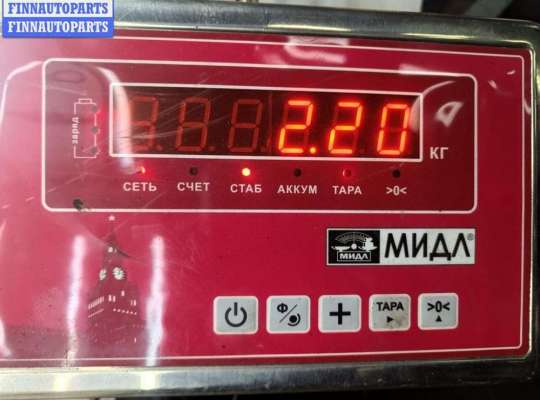 FINNAUTOPARTS
FINNAUTOPARTS
заряд
2.20
КГ
СЕТЬ СЧЕТ СТАБ АККУМ ТАРА >0<
МИДЛ МИДЛ®
Ф ТАРА >0<